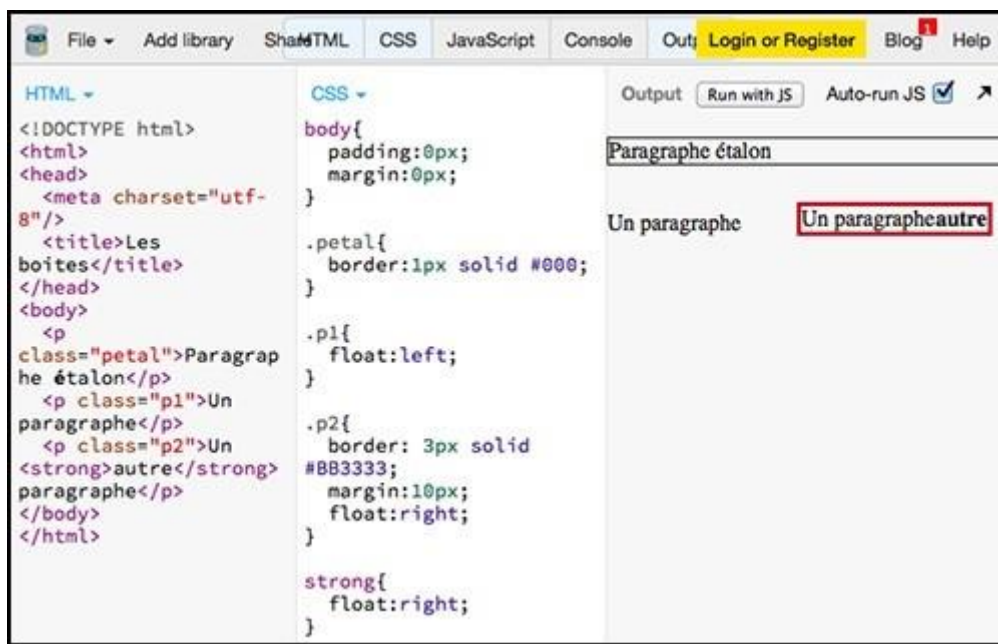 File Add library Share HTML CSS JavaScript Console Login or Register Blog 1 Help
HTML
<!DOCTYPE html>
<html>
<head>
<meta charset="utf-
8"/>
<title>Les
boites</title>
</head>
<body>
<p
class="petal">Paragrap
he étalon</p>
<p class="p1">Un
paragraphe</p>
<p class="p2">Un
<strong>autre</strong>
paragraphe</p>
</body>
</html>
CSS
body{
padding:0px;
margin:0px;
}
.petal{
border:1px solid #000;
}
.p1{
float:left;
}
.p2{
border: 3px solid
#BB3333;
margin:10px;
float:right;
}
strong{
float:right;
}
Output Run with JS Auto-run JS
Paragraphe étalon
Un paragraphe
Un paragrapheautre